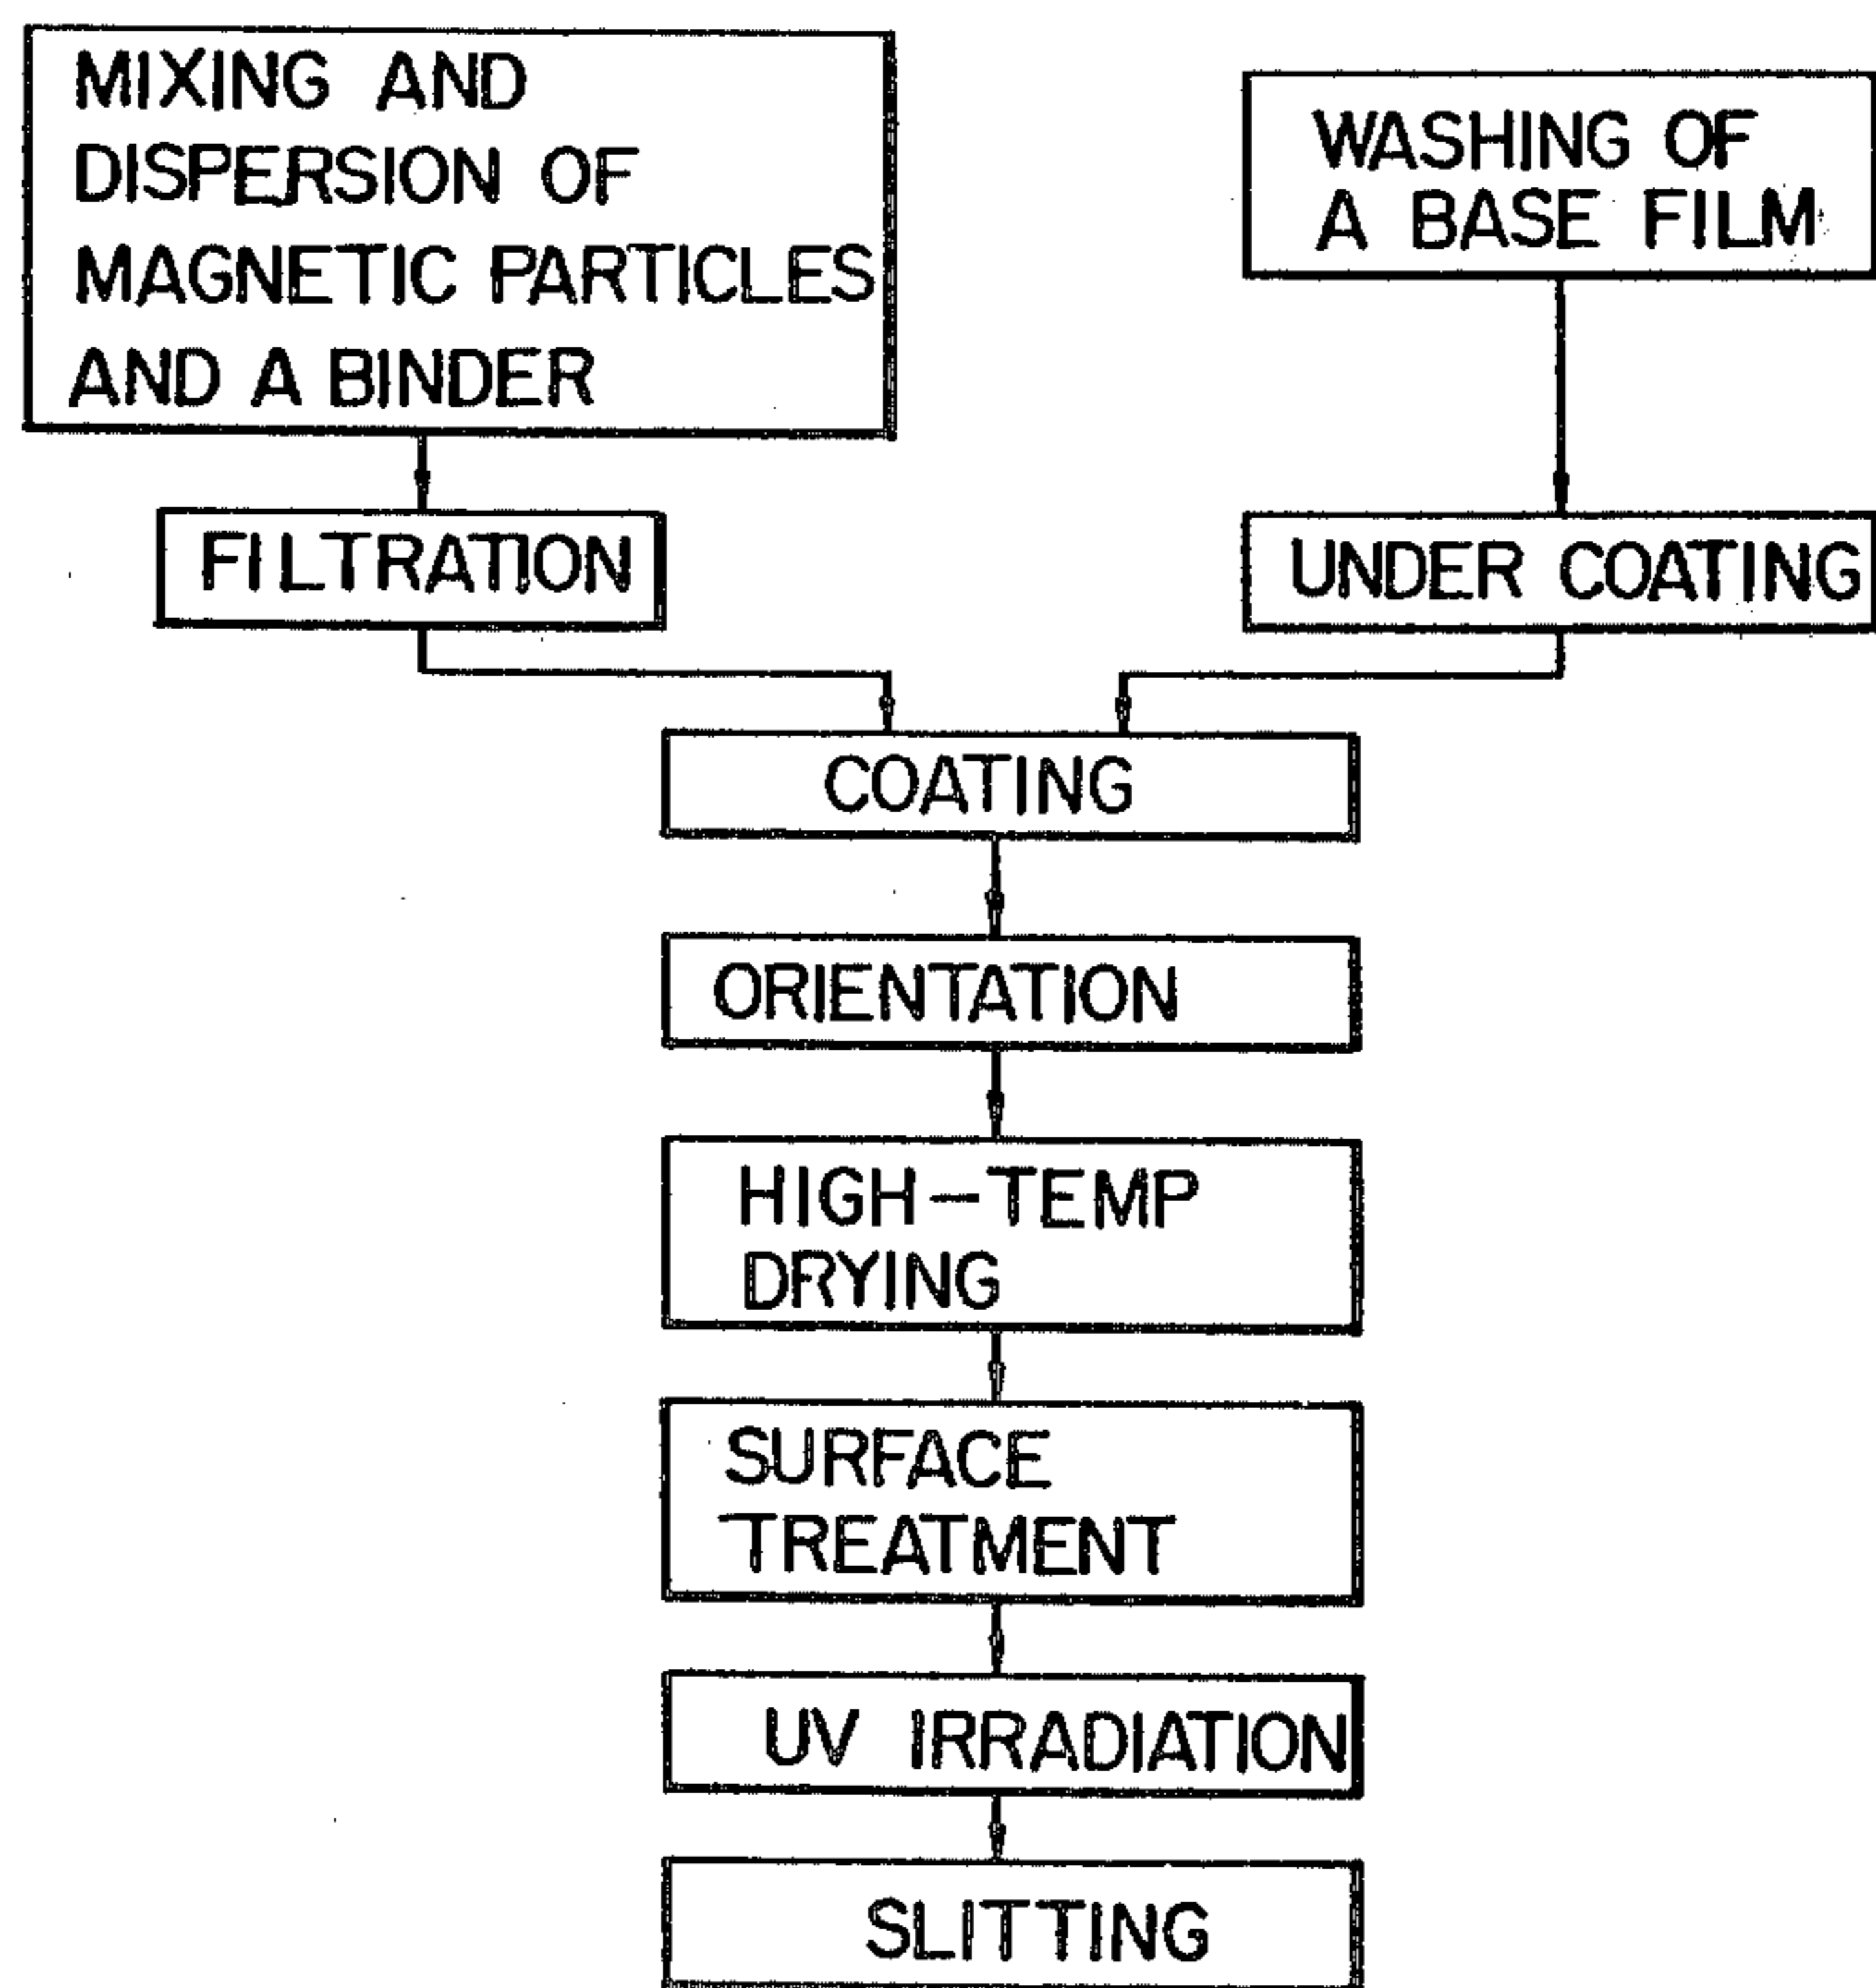 MIXING AND
DISPERSION OF
MAGNETIC PARTICLES
AND A BINDER
WASHING OF
A BASE FILM
FILTRATION
UNDER COATING
COATING
ORIENTATION
HIGH-TEMP
DRYING
SURFACE
TREATMENT
UV IRRADIATION
SLITTING